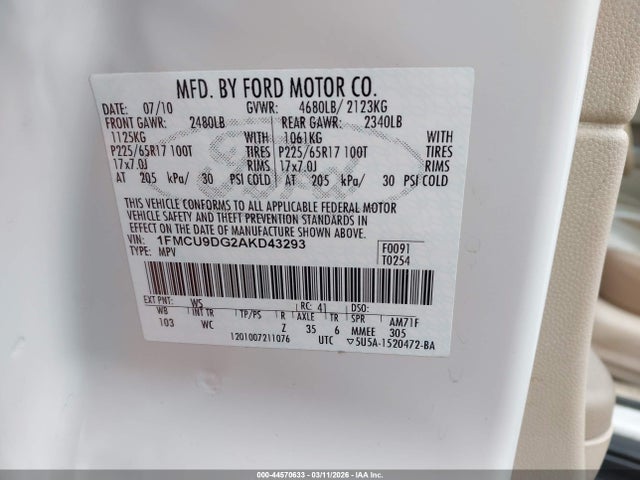 MFD. BY FORD MOTOR CO.
DATE: 07/10 GVWR: 4680LB/ 2123KG
FRONT GAWR: 2480LB REAR GAWR: 2340LB
1125KG WITH 1061KG WITH
P225/65R17 100T TIRES P225/65R17 100T TIRES
17x7.0J RIMS 17x7.0J RIMS
AT 205 kPa/ 30 PSI COLD AT 205 kPa/ 30 PSI COLD
THIS VEHICLE CONFORMS TO ALL APPLICABLE FEDERAL MOTOR
VEHICLE SAFETY AND THEFT PREVENTION STANDARDS IN
EFFECT ON THE DATE OF MANUFACTURE SHOWN ABOVE.
VIN: 1FMCU9DG2AKD43293 F0091
TYPE: MPV T0254
EXT PNT: W5 RC: 41 DSO:
WB INT TR TP/PS R AXLE TR SPR AM71F
103 WC Z 35 6 MMEE 305
1201007211076 UTC ▽5U5A-1520472-BA
000-44570633 - 03/11/2026 - IAA Inc.